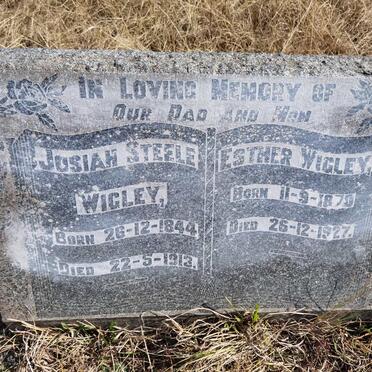 In Loving Memory of
Our Dad and Mom
Josiah Steele
Wigley,
Born 26-12-1844
Died 22-5-1913.
Esther Wigley,
Born 11-9-1870
Died 26-12-1927.